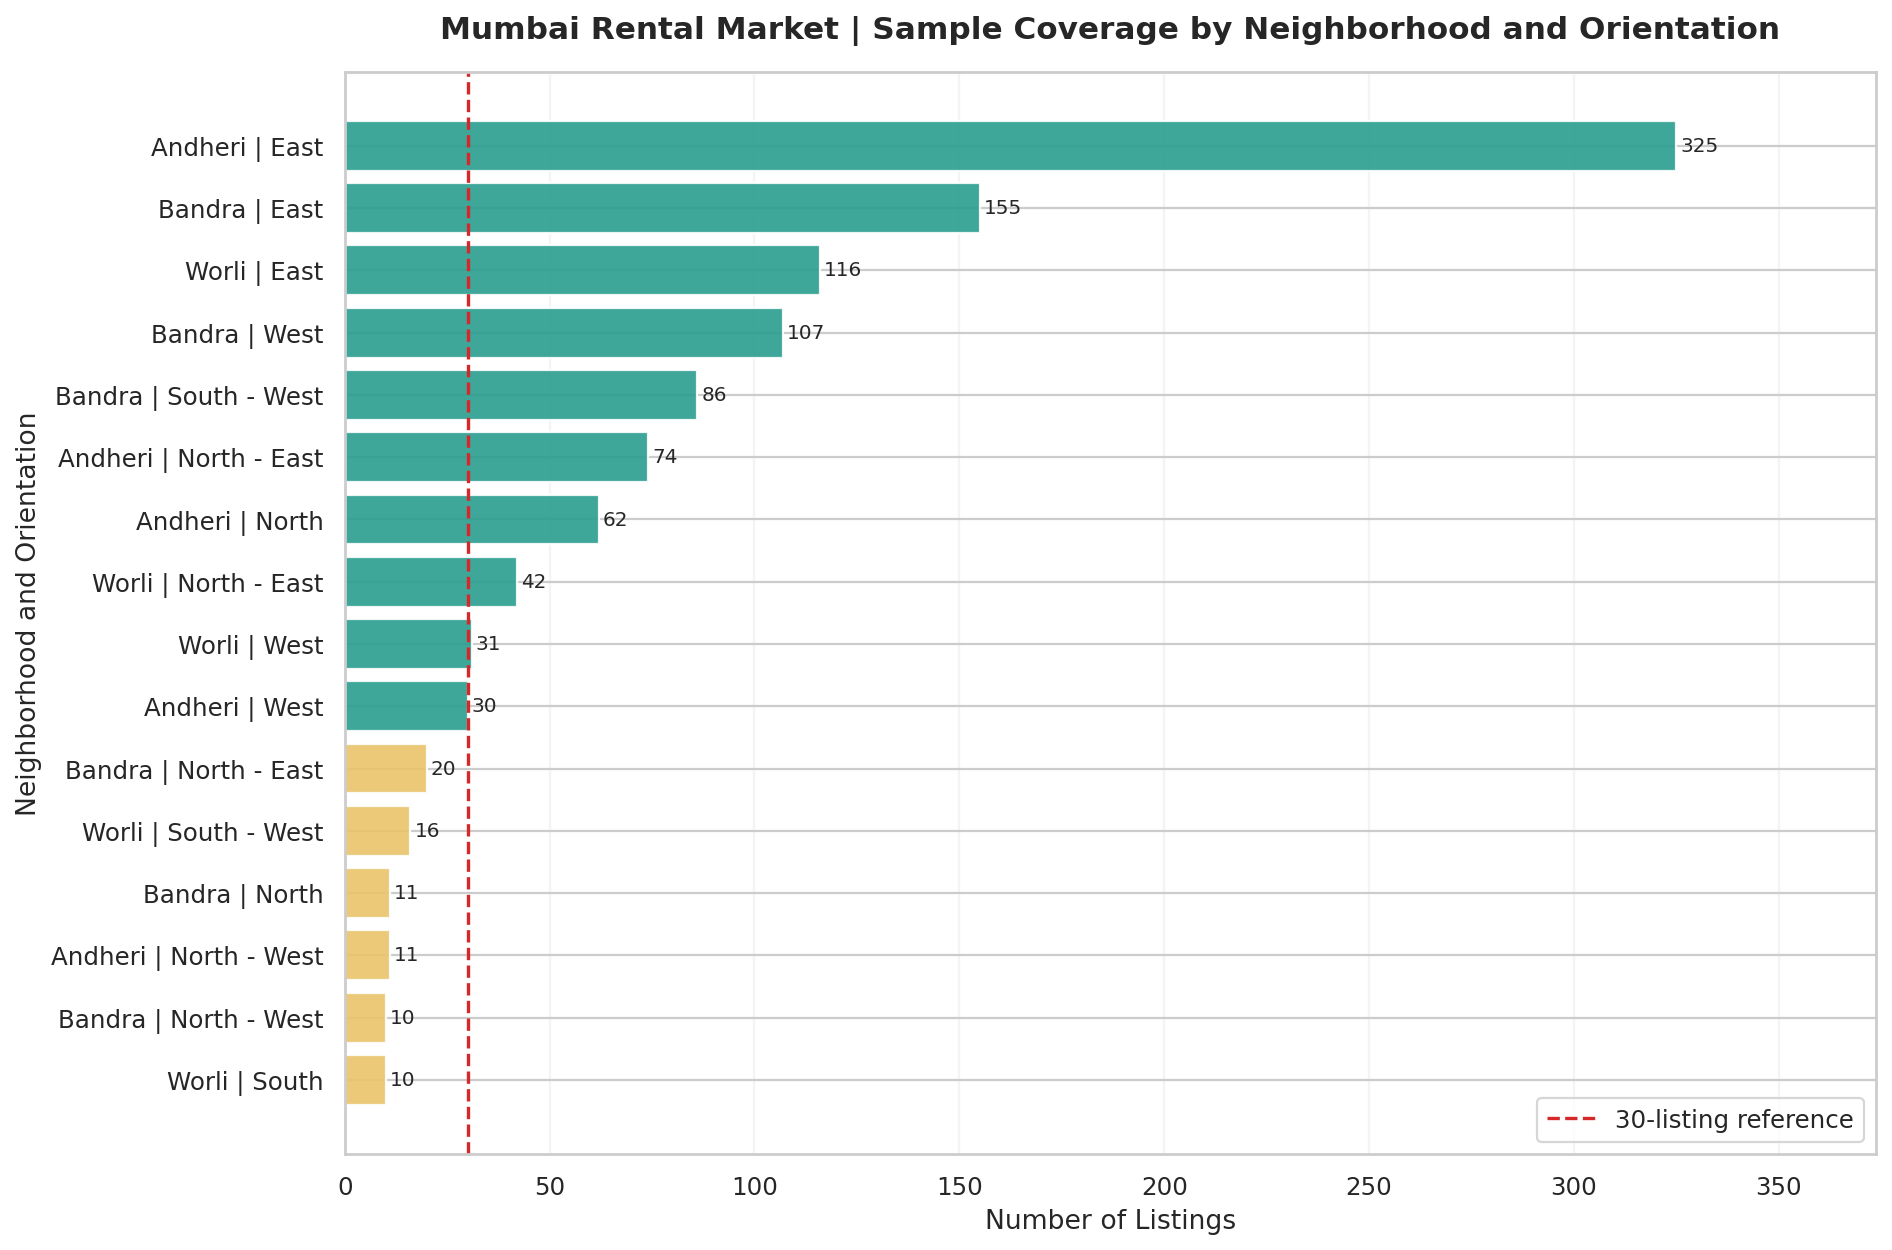 Mumbai Rental Market | Sample Coverage by Neighborhood and Orientation
Neighborhood and Orientation
Andheri | East
325
Bandra | East
155
Worli | East
116
Bandra | West
107
Bandra | South - West
86
Andheri | North - East
74
Andheri | North
62
Worli | North - East
42
Worli | West
31
Andheri | West
30
Bandra | North - East
20
Worli | South - West
16
Bandra | North
11
Andheri | North - West
11
Bandra | North - West
10
Worli | South
10
30-listing reference
0 50 100 150 200 250 300 350
Number of Listings